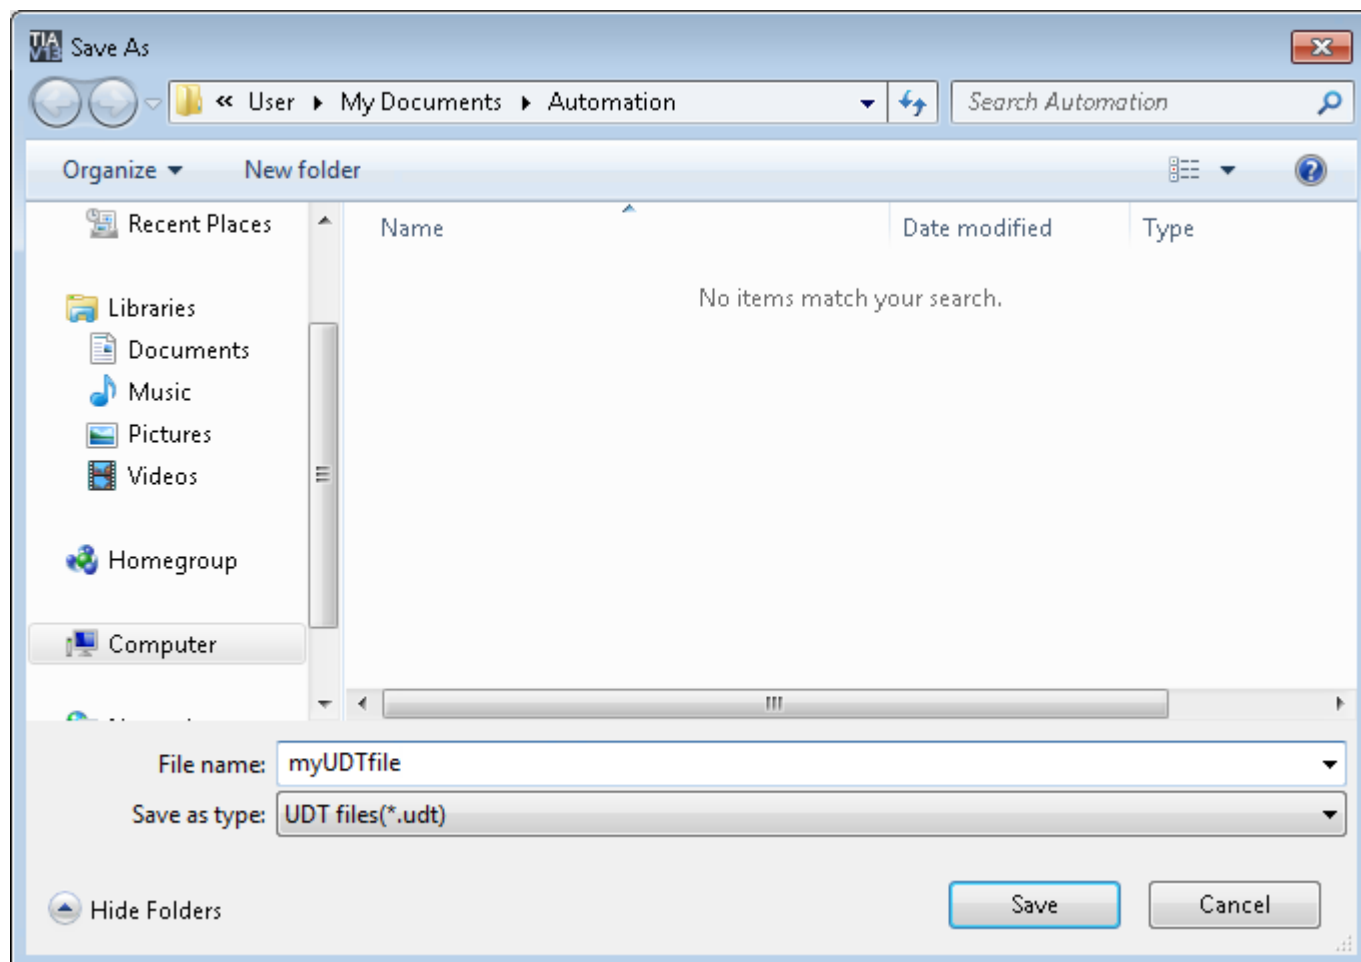 TIA V13 Save As
« User ▸ My Documents ▸ Automation
Search Automation
Organize
New folder
Recent Places
Name
Date modified
Type
No items match your search.
Libraries
Documents
Music
Pictures
Videos
Homegroup
Computer
File name: myUDTfile
Save as type: UDT files(*.udt)
Hide Folders
Save
Cancel